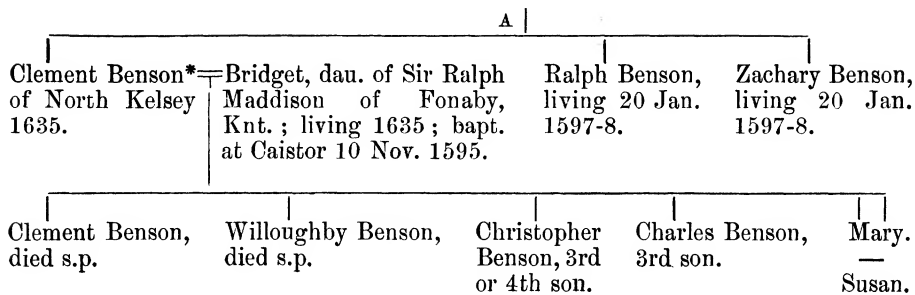 A
Clement Benson*
of North Kelsey
1635.
Bridget, dau. of Sir Ralph
Maddison of Fonaby,
Knt. ; living 1635 ; bapt.
at Caistor 10 Nov. 1595.
Ralph Benson,
living 20 Jan.
1597-8.
Zachary Benson,
living 20 Jan.
1597-8.
Clement Benson,
died s.p.
Willoughby Benson,
died s.p.
Christopher
Benson, 3rd
or 4th son.
Charles Benson,
3rd son.
Mary.
—
Susan.